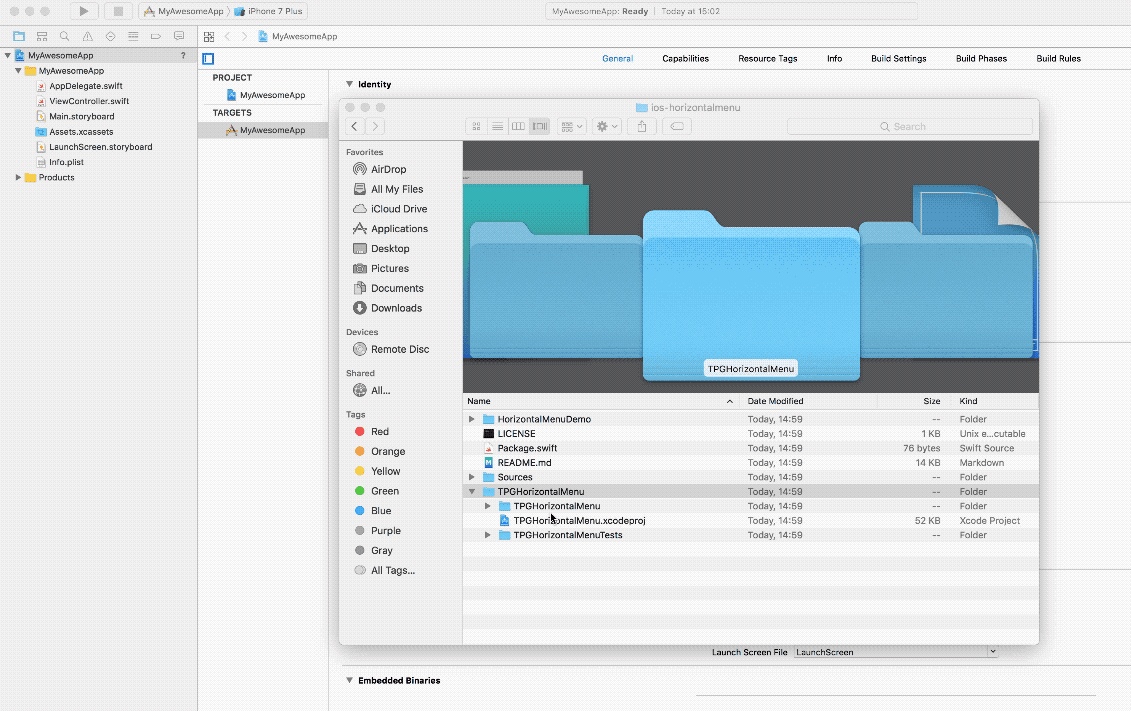 MyAwesomeApp iPhone 7 Plus MyAwesomeApp: Ready Today at 15:02
MyAwesomeApp
MyAwesomeApp ?
MyAwesomeApp
AppDelegate.swift
ViewController.swift
Main.storyboard
Assets.xcassets
LaunchScreen.storyboard
Info.plist
Products
General Capabilities Resource Tags Info Build Settings Build Phases Build Rules
PROJECT
MyAwesomeApp
TARGETS
MyAwesomeApp
Identity
ios-horizontalmenu
Search
Favorites
AirDrop
All My Files
iCloud Drive
Applications
Desktop
Pictures
Documents
Downloads
Devices
Remote Disc
Shared
All...
Tags
Red
Orange
Yellow
Green
Blue
Purple
Gray
All Tags...
TPGHorizontalMenu
Name Date Modified Size Kind
HorizontalMenuDemo Today, 14:59 -- Folder
LICENSE Today, 14:59 1 KB Unix e...cutable
Package.swift Today, 14:59 76 bytes Swift Source
README.md Today, 14:59 14 KB Markdown
Sources Today, 14:59 -- Folder
TPGHorizontalMenu Today, 14:59 -- Folder
TPGHorizontalMenu Today, 14:59 -- Folder
TPGHorizontalMenu.xcodeproj Today, 14:59 52 KB Xcode Project
TPGHorizontalMenuTests Today, 14:59 -- Folder
Launch Screen File LaunchScreen
Embedded Binaries